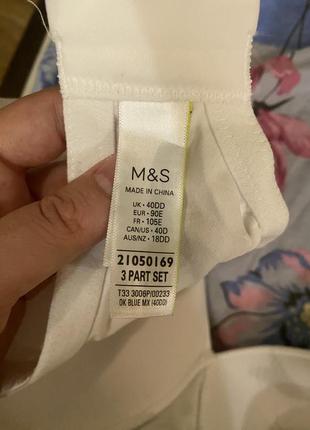 M&S
MADE IN CHINA
UK • 40DD
EUR • 90E
FR • 105E
CAN/US • 40D
AUS/NZ • 18DD
21050169
3 PART SET
T33 3006P/00233
DK BLUE MX (40DD)